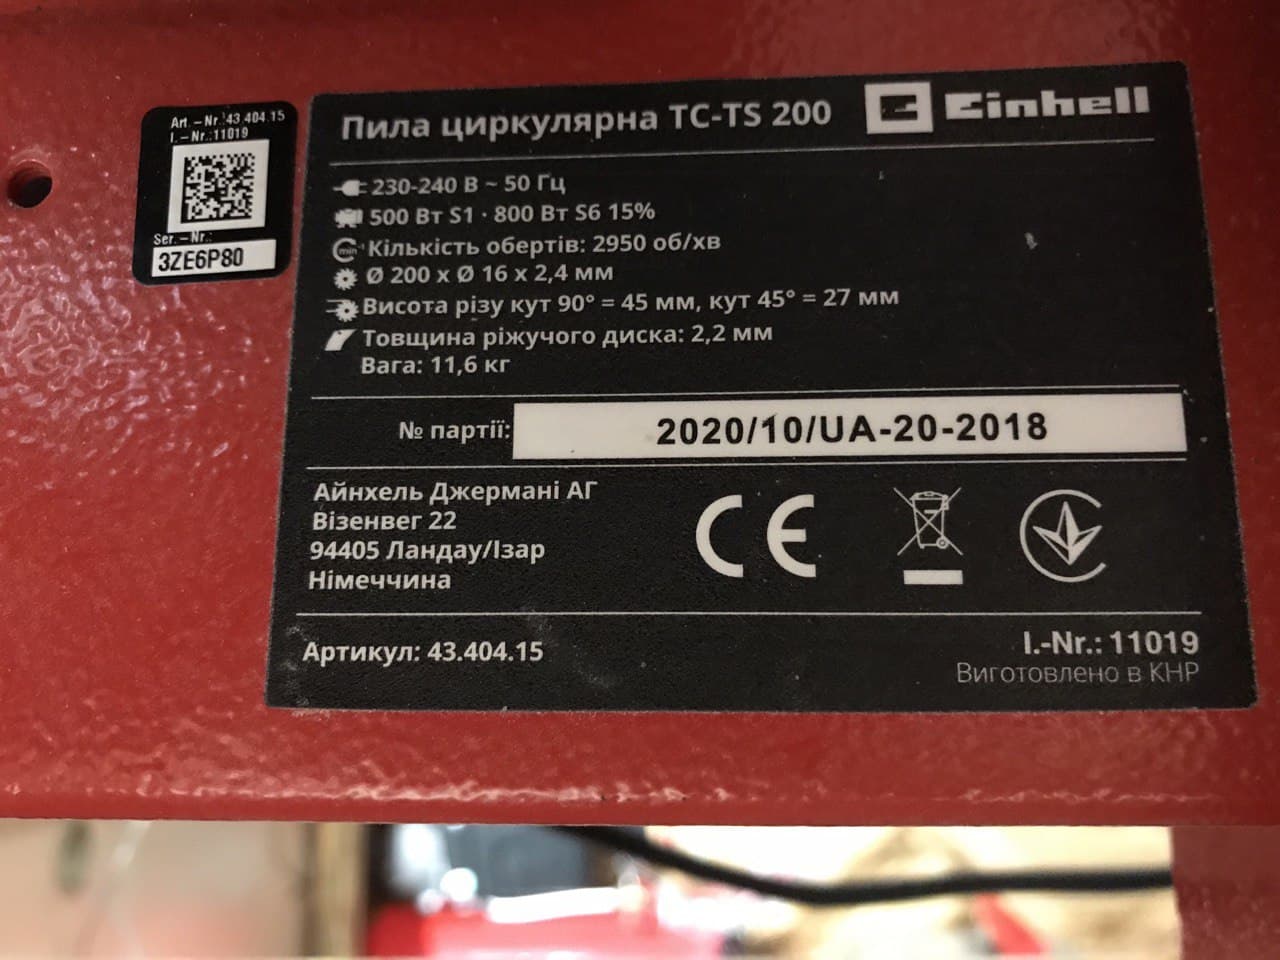 Art. – Nr.:43.404.15
I. – Nr.:11019
Ser. – Nr.:
3ZE6P80
Пила циркулярна TC-TS 200
Einhell
230-240 В ~ 50 Гц
500 Вт S1 · 800 Вт S6 15%
min⁻¹ Кількість обертів: 2950 об/хв
Ø 200 x Ø 16 x 2,4 мм
Висота різу кут 90° = 45 мм, кут 45° = 27 мм
Товщина ріжучого диска: 2,2 мм
Вага: 11,6 кг
№ партії: 2020/10/UA-20-2018
Айнхель Джермані АГ
Візенвег 22
94405 Ландау/Ізар
Німеччина
CE
Артикул: 43.404.15
I.-Nr.: 11019
Виготовлено в КНР